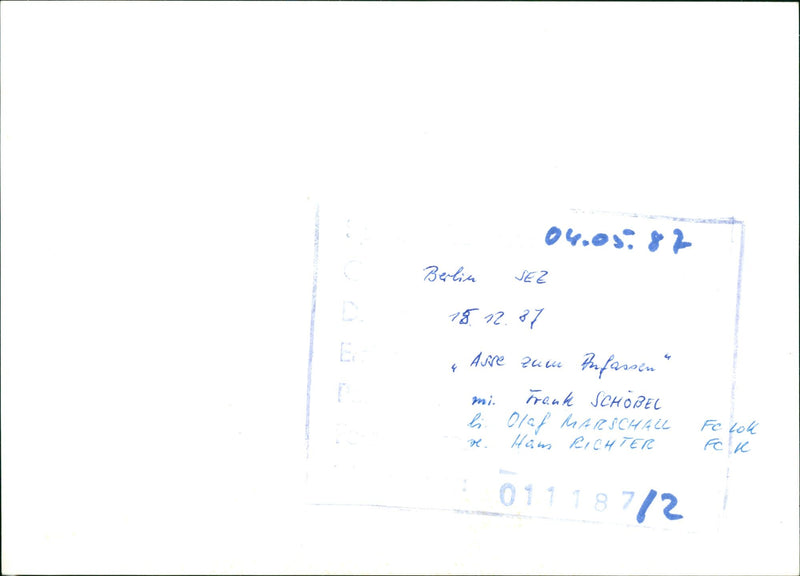 04.05.87
Berlin SEZ
18.12.87
„Asse zum Anfassen“
mi. Frank SCHÖBEL
li. Olaf MARSCHALL FC Lok
re. Hans RICHTER FCK
011187/2